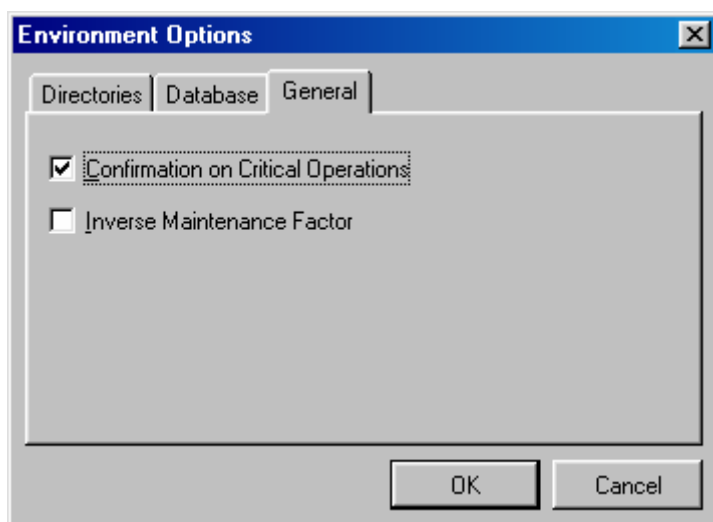 Environment Options
Directories Database General
Confirmation on Critical Operations
Inverse Maintenance Factor
OK Cancel